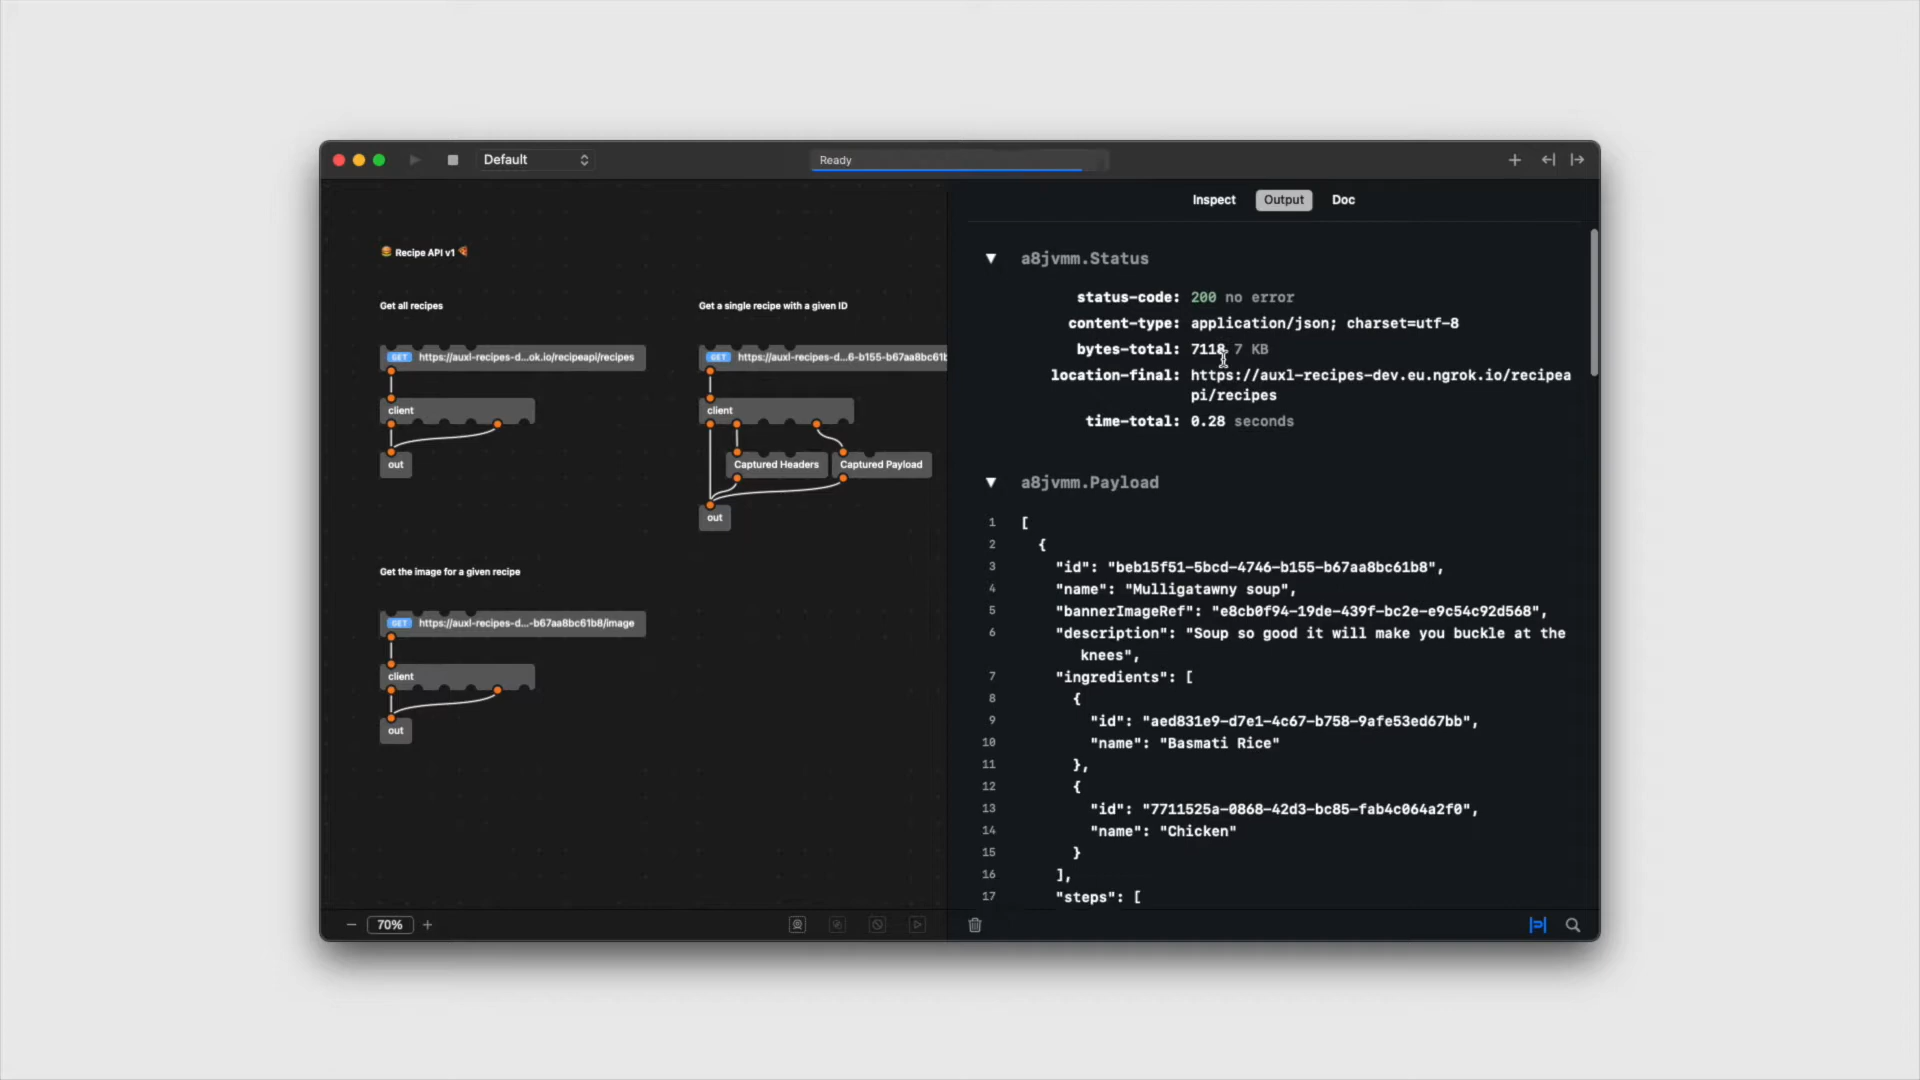 Default
Ready
Inspect
Output
Doc
🍔 Recipe API v1 🍕
Get all recipes
GET https://auxl-recipes-d...ok.io/recipeapi/recipes
client
out
Get a single recipe with a given ID
GET https://auxl-recipes-d...6-b155-b67aa8bc61b
client
Captured Headers
Captured Payload
out
Get the image for a given recipe
GET https://auxl-recipes-d...-b67aa8bc61b8/image
client
out
70%
a8jvmm.Status
status-code: 200 no error
content-type: application/json; charset=utf-8
bytes-total: 7118 7 KB
location-final: https://auxl-recipes-dev.eu.ngrok.io/recipea
pi/recipes
time-total: 0.28 seconds
a8jvmm.Payload
1 [
2 {
3 "id": "beb15f51-5bcd-4746-b155-b67aa8bc61b8",
4 "name": "Mulligatawny soup",
5 "bannerImageRef": "e8cb0f94-19de-439f-bc2e-e9c54c92d568",
6 "description": "Soup so good it will make you buckle at the
knees",
7 "ingredients": [
8 {
9 "id": "aed831e9-d7e1-4c67-b758-9afe53ed67bb",
10 "name": "Basmati Rice"
11 },
12 {
13 "id": "7711525a-0868-42d3-bc85-fab4c064a2f0",
14 "name": "Chicken"
15 }
16 ],
17 "steps": [